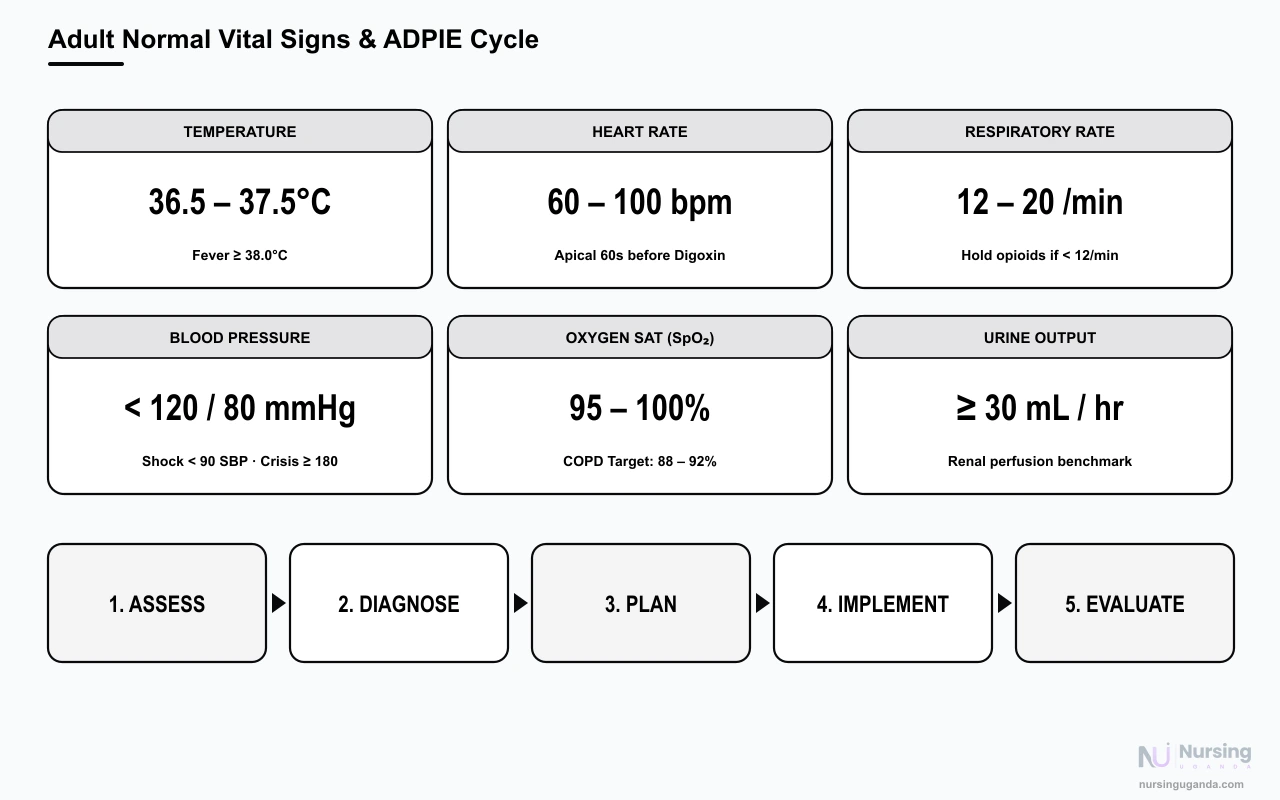 Adult Normal Vital Signs & ADPIE Cycle
TEMPERATURE
36.5 – 37.5°C
Fever ≥ 38.0°C
HEART RATE
60 – 100 bpm
Apical 60s before Digoxin
RESPIRATORY RATE
12 – 20 /min
Hold opioids if < 12/min
BLOOD PRESSURE
< 120 / 80 mmHg
Shock < 90 SBP · Crisis ≥ 180
OXYGEN SAT (SpO₂)
95 – 100%
COPD Target: 88 – 92%
URINE OUTPUT
≥ 30 mL / hr
Renal perfusion benchmark
1. ASSESS
2. DIAGNOSE
3. PLAN
4. IMPLEMENT
5. EVALUATE
NU Nursing
UGANDA
nursinguganda.com